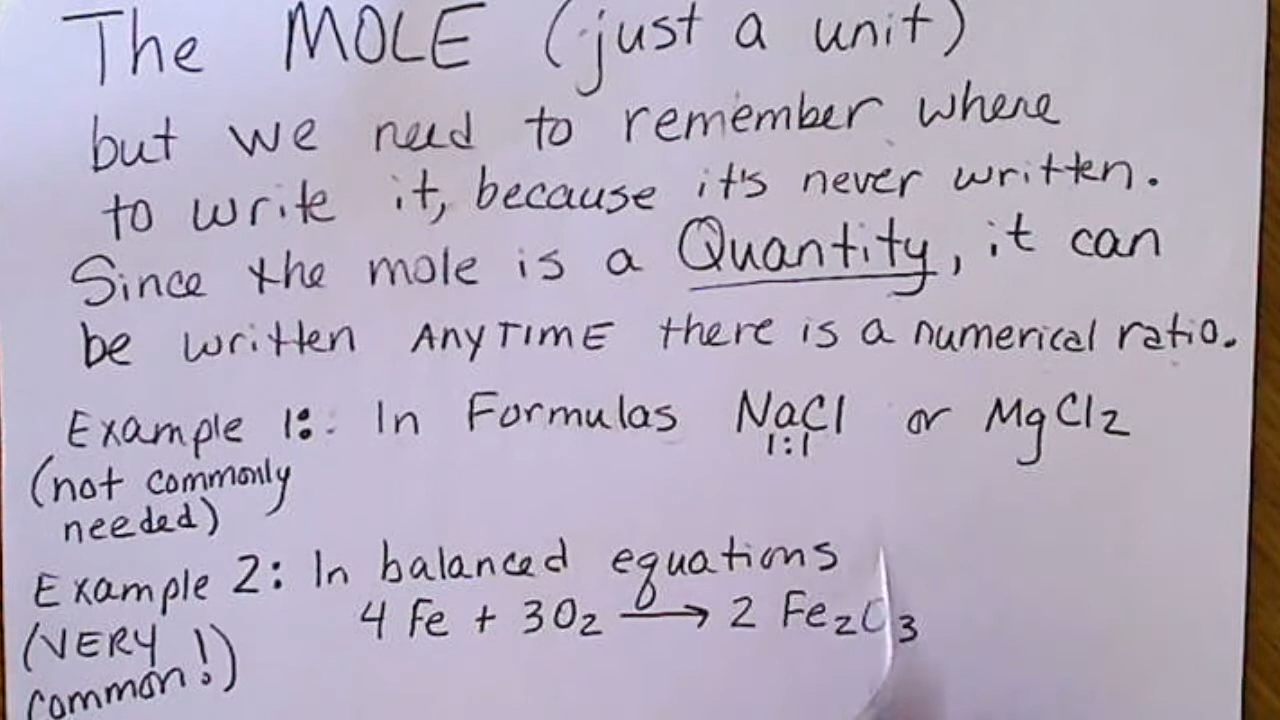 The MOLE (just a unit)
but we need to remember where
to write it, because it's never written.
Since the mole is a Quantity, it can
be written ANYTIME there is a numerical ratio.
Example 1: In Formulas NaCl or MgCl2
1:1
(not commonly
needed)
Example 2: In balanced equations
4 Fe + 3O2 → 2 Fe2O3
(VERY
common!)